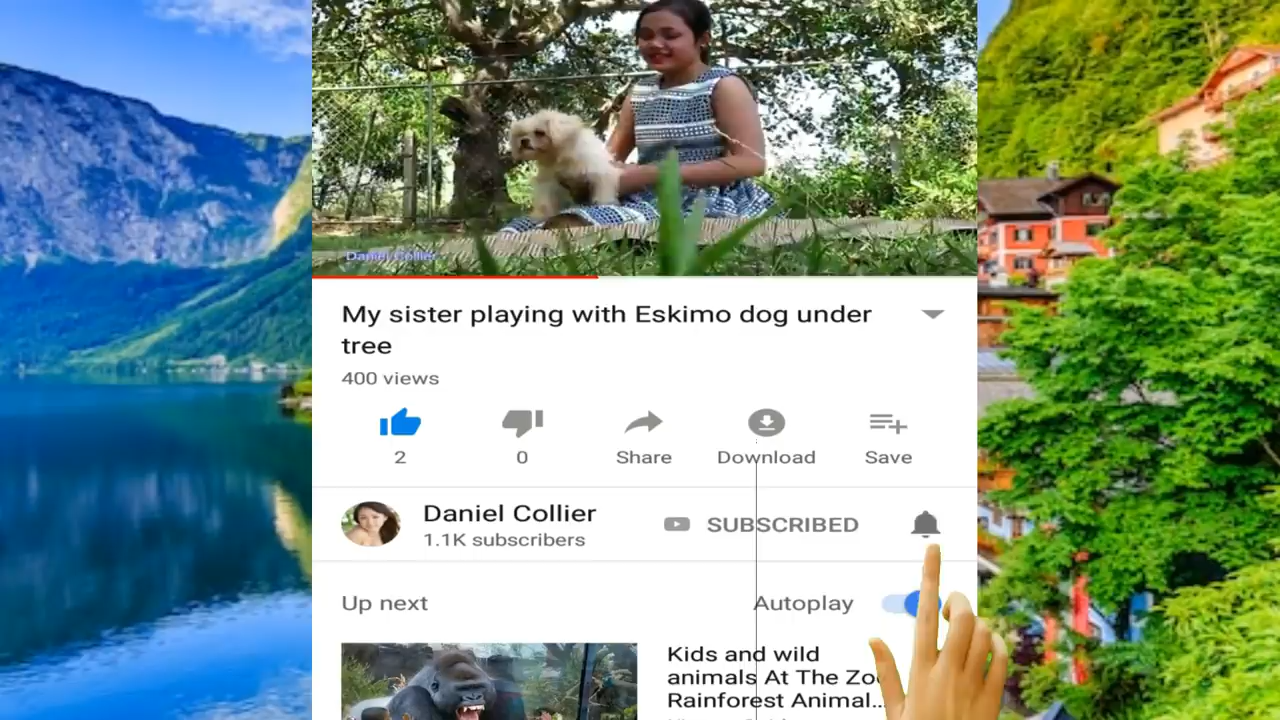 Daniel Collier
My sister playing with Eskimo dog under
tree
400 views
2
0
Share
Download
Save
Daniel Collier
1.1K subscribers
SUBSCRIBED
Up next
Autoplay
Kids and wild
animals At The Zoo
Rainforest Animal...